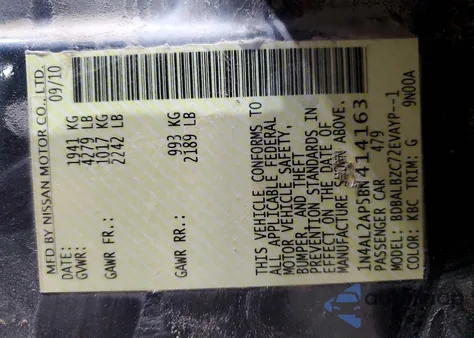 MFD BY NISSAN MOTOR CO., LTD.
DATE: 09/10
GVWR: 1941 KG
4279 LB
GAWR FR: 1017 KG
2242 LB
GAWR RR: 993 KG
2189 LB
THIS VEHICLE CONFORMS TO
ALL APPLICABLE FEDERAL
MOTOR VEHICLE SAFETY,
BUMPER, AND THEFT
PREVENTION STANDARDS IN
EFFECT ON THE DATE OF
MANUFACTURE SHOWN ABOVE.
1N4AL2AP5BN414163
PASSENGER CAR 479
MODEL: BDBALBZC72EVAYP--1
COLOR: KBC TRIM: G 9N00A